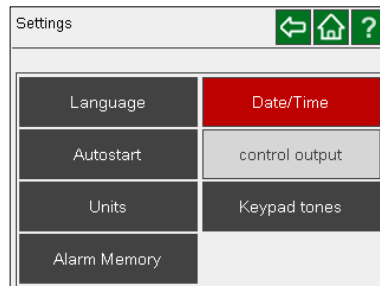 Settings
?
Language
Date/Time
Autostart
control output
Units
Keypad tones
Alarm Memory